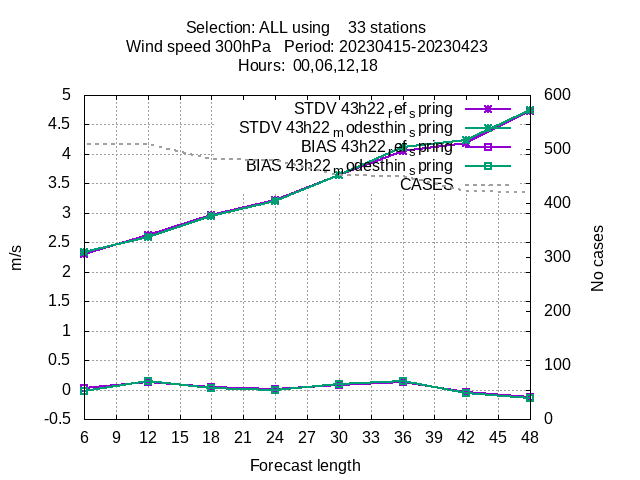 Selection: ALL using 33 stations
Wind speed 300hPa Period: 20230415-20230423
Hours: 00,06,12,18
STDV 43h22_ref_spring
STDV 43h22_modesthin_spring
BIAS 43h22_ref_spring
BIAS 43h22_modesthin_spring
CASES
5
4.5
4
3.5
3
2.5
2
1.5
1
0.5
0
-0.5
m/s
600
500
400
300
200
100
0
No cases
6 9 12 15 18 21 24 27 30 33 36 39 42 45 48
Forecast length